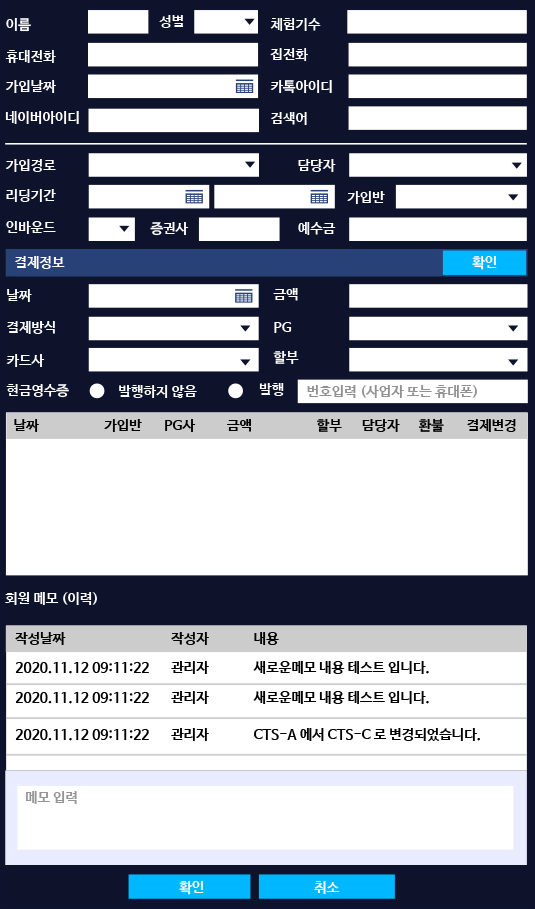 이름 성별 체험기수
휴대전화 집전화
가입날짜 카톡아이디
네이버아이디 검색어
가입경로 담당자
리딩기간 가입반
인바운드 증권사 예수금
결제정보 확인
날짜 금액
결제방식 PG
카드사 할부
현금영수증 발행하지 않음 발행 번호입력 (사업자 또는 휴대폰)
날짜 가입반 PG사 금액 할부 담당자 환불 결제변경
회원 메모 (이력)
작성날짜 작성자 내용
2020.11.12 09:11:22 관리자 새로운메모 내용 테스트 입니다.
2020.11.12 09:11:22 관리자 새로운메모 내용 테스트 입니다.
2020.11.12 09:11:22 관리자 CTS-A 에서 CTS-C 로 변경되었습니다.
메모 입력
확인 취소